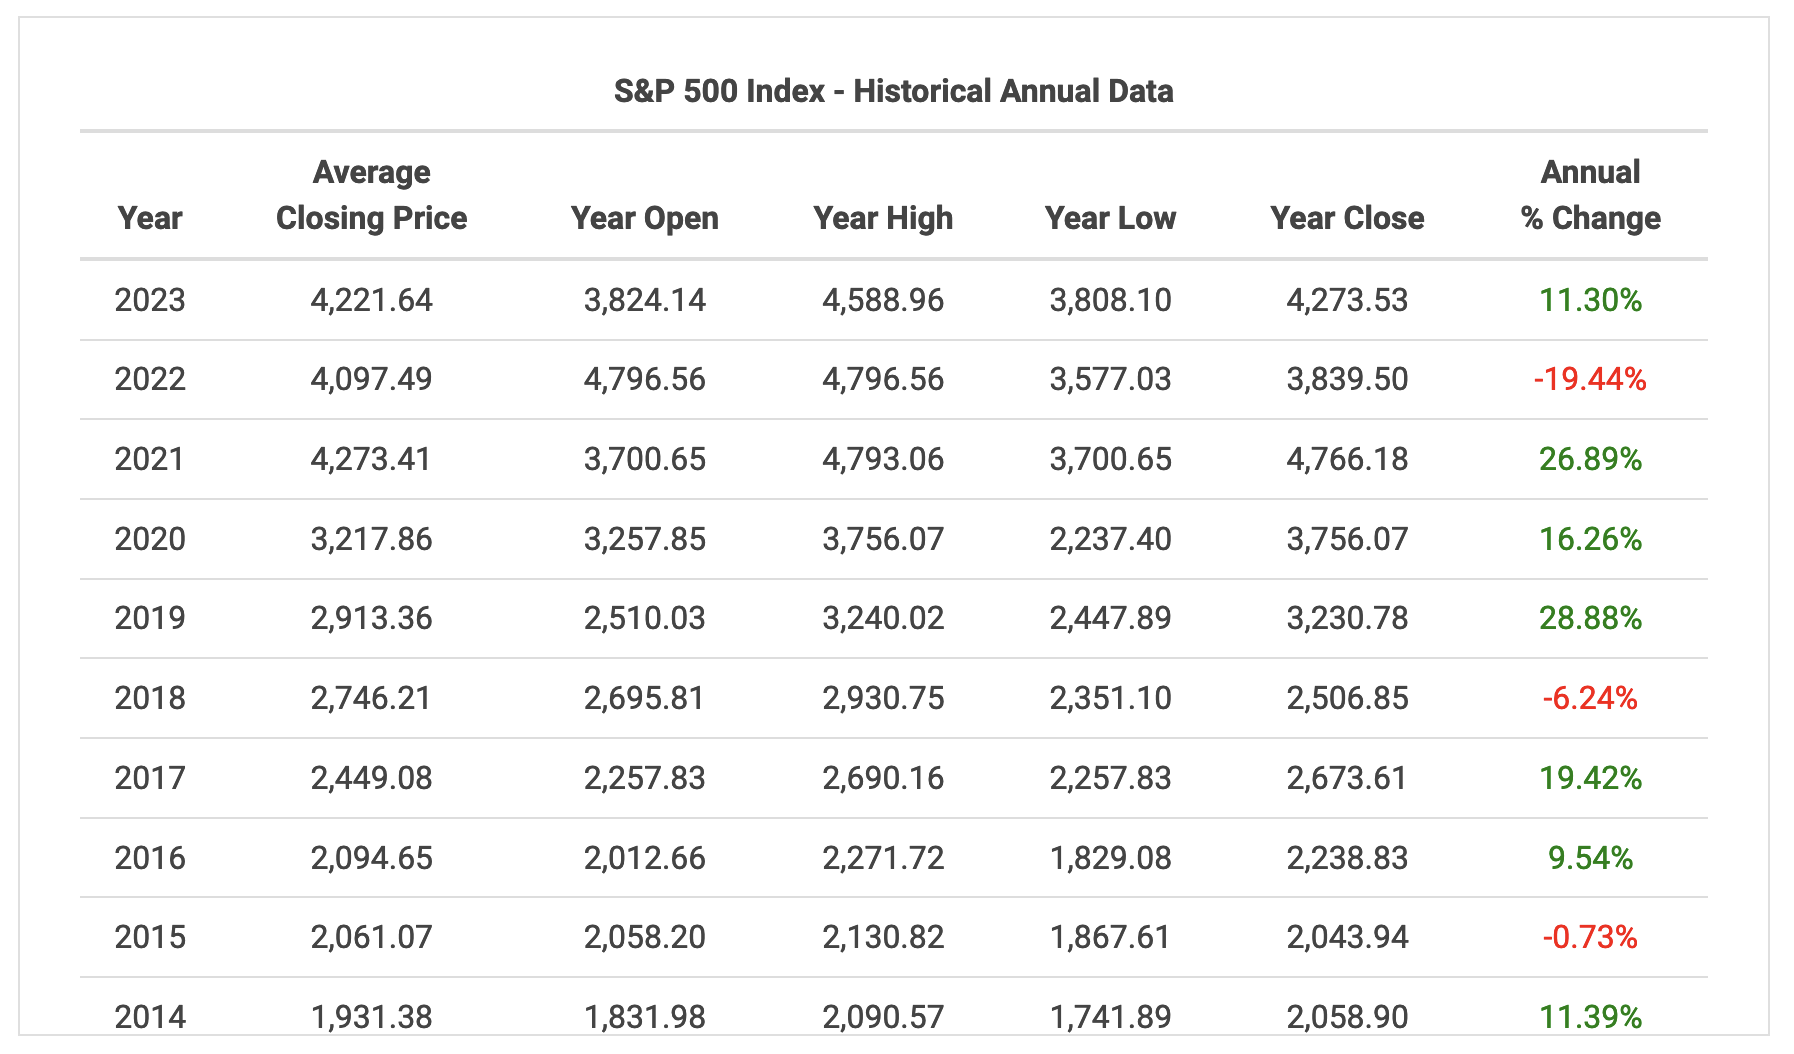 S&P 500 Index - Historical Annual Data
Average Annual
Year Closing Price Year Open Year High Year Low Year Close % Change
2023 4,221.64 3,824.14 4,588.96 3,808.10 4,273.53 11.30%
2022 4,097.49 4,796.56 4,796.56 3,577.03 3,839.50 -19.44%
2021 4,273.41 3,700.65 4,793.06 3,700.65 4,766.18 26.89%
2020 3,217.86 3,257.85 3,756.07 2,237.40 3,756.07 16.26%
2019 2,913.36 2,510.03 3,240.02 2,447.89 3,230.78 28.88%
2018 2,746.21 2,695.81 2,930.75 2,351.10 2,506.85 -6.24%
2017 2,449.08 2,257.83 2,690.16 2,257.83 2,673.61 19.42%
2016 2,094.65 2,012.66 2,271.72 1,829.08 2,238.83 9.54%
2015 2,061.07 2,058.20 2,130.82 1,867.61 2,043.94 -0.73%
2014 1,931.38 1,831.98 2,090.57 1,741.89 2,058.90 11.39%